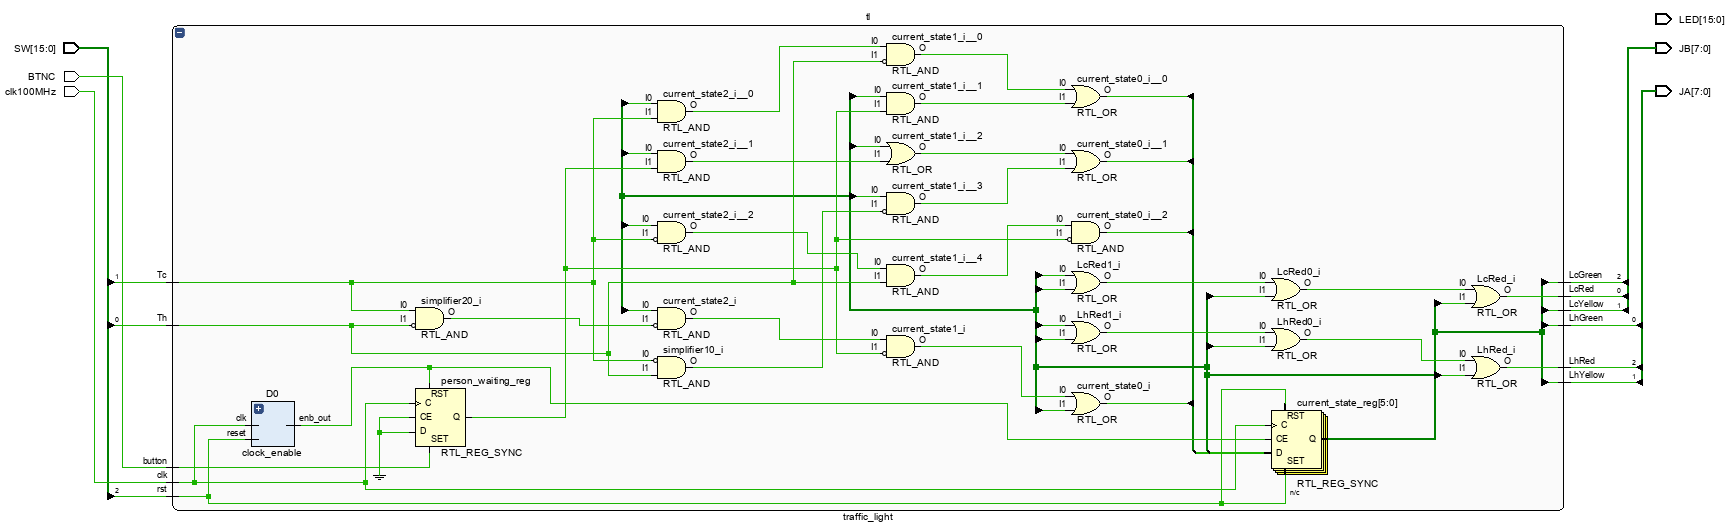 tl
SW[15:0]
BTNC
clk100MHz
LED[15:0]
JB[7:0]
JA[7:0]
current_state1_i__0
I0
I1
O
RTL_AND
current_state2_i__0
I0
I1
O
RTL_AND
current_state1_i__1
I0
I1
O
RTL_AND
current_state0_i__0
I0
I1
O
RTL_OR
current_state2_i__1
I0
I1
O
RTL_AND
current_state1_i__2
I0
I1
O
RTL_OR
current_state0_i__1
I0
I1
O
RTL_OR
current_state1_i__3
I0
I1
O
RTL_AND
current_state2_i__2
I0
I1
O
RTL_AND
current_state0_i__2
I0
I1
O
RTL_AND
current_state1_i__4
I0
I1
O
RTL_AND
LcRed1_i
I0
I1
O
RTL_OR
LcRed0_i
I0
I1
O
RTL_OR
LcRed_i
I0
I1
O
RTL_OR
Tc
1
Th
0
simplifier20_i
I0
I1
O
RTL_AND
current_state2_i
I0
I1
O
RTL_AND
LhRed1_i
I0
I1
O
RTL_OR
LhRed0_i
I0
I1
O
RTL_OR
current_state1_i
I0
I1
O
RTL_AND
simplifier10_i
I0
I1
O
RTL_AND
LhRed_i
I0
I1
O
RTL_OR
LcGreen
2
LcRed
0
LcYellow
1
LhGreen
0
LhRed
2
LhYellow
1
current_state0_i
I0
I1
O
RTL_OR
D0
clk
reset
enb_out
clock_enable
person_waiting_reg
RST
C
CE
D
SET
Q
RTL_REG_SYNC
current_state_reg[5:0]
RST
C
CE
D
SET
Q
RTL_REG_SYNC
n/c
button
clk
rst
2
traffic_light